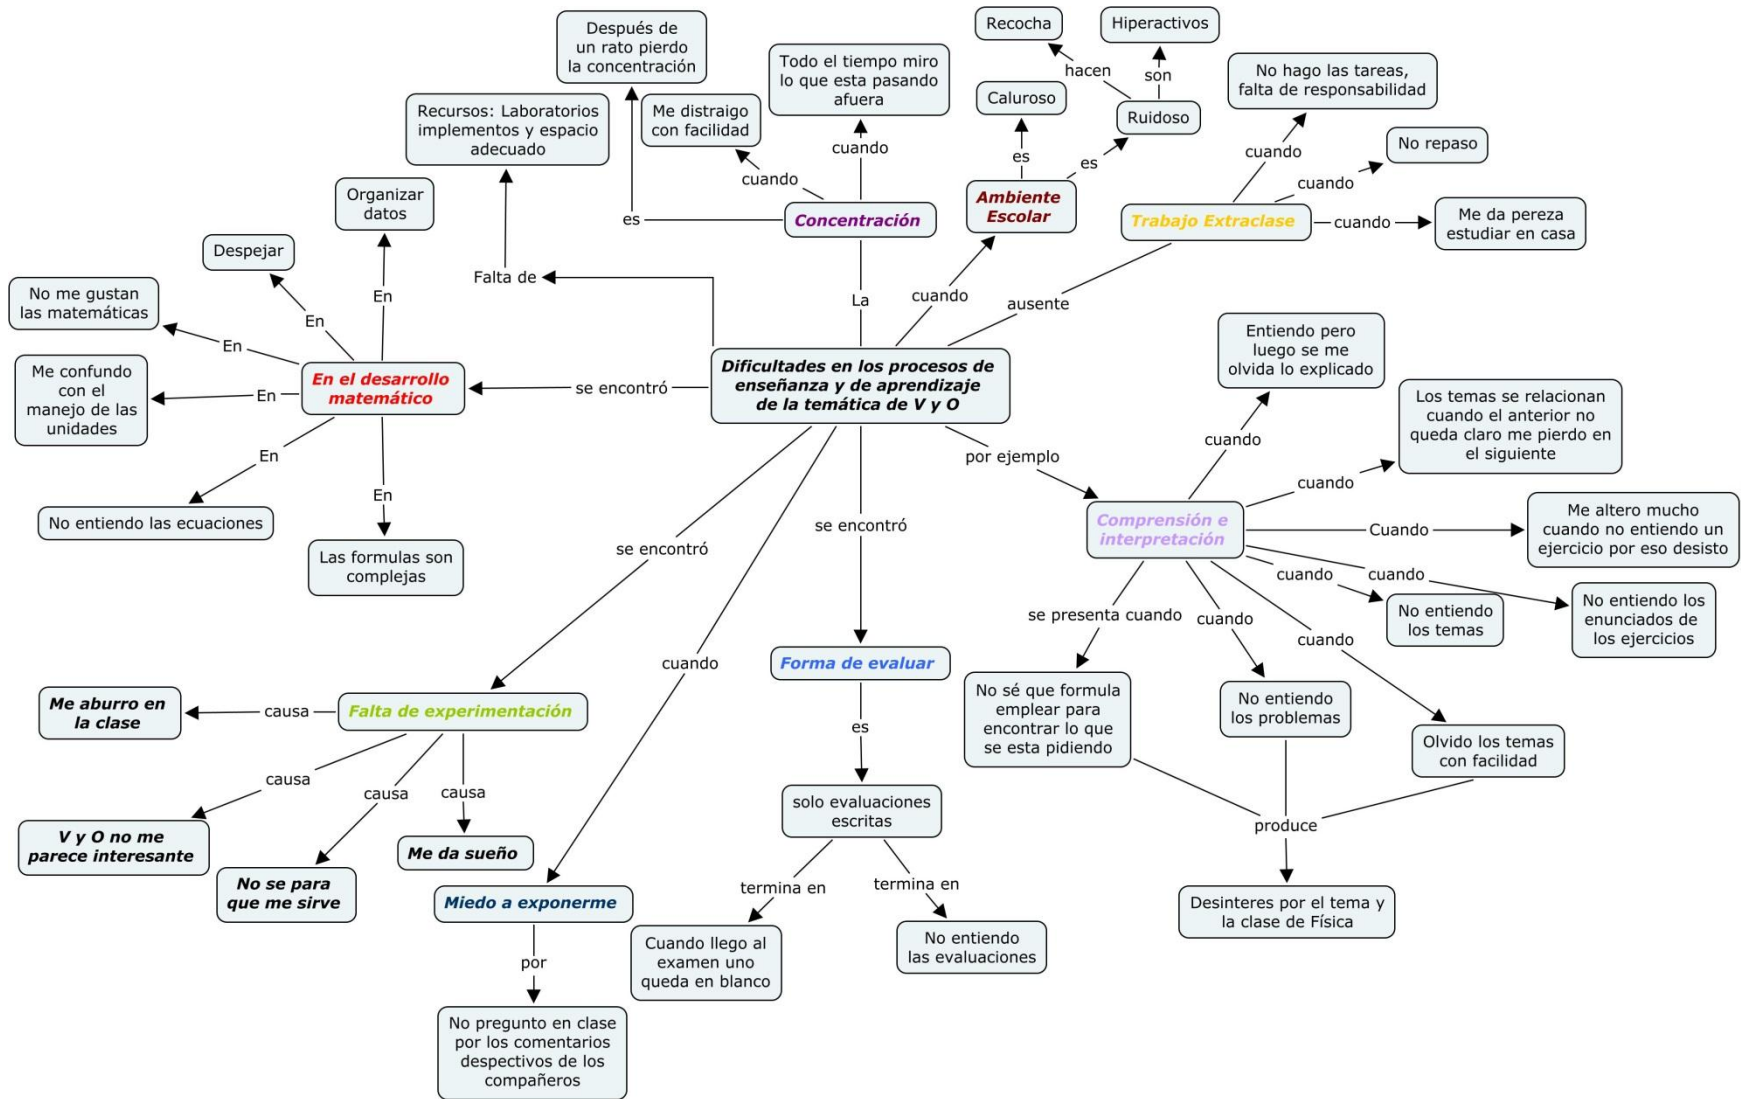 Después de
un rato pierdo
la concentración
Recocha
Hiperactivos
Todo el tiempo miro
lo que esta pasando
afuera
hacen
son
No hago las tareas,
falta de responsabilidad
Recursos: Laboratorios
implementos y espacio
adecuado
Me distraigo
con facilidad
Caluroso
Ruidoso
cuando
es
es
cuando
No repaso
cuando
cuando
Organizar
datos
es
Concentración
Ambiente
Escolar
Trabajo Extraclase
cuando
Me da pereza
estudiar en casa
Despejar
Falta de
En
La
cuando
ausente
No me gustan
las matemáticas
En
En
Entiendo pero
luego se me
olvida lo explicado
Me confundo
con el
manejo de las
unidades
En
En el desarrollo
matemático
se encontró
Dificultades en los procesos de
enseñanza y de aprendizaje
de la temática de V y O
Los temas se relacionan
cuando el anterior no
queda claro me pierdo en
el siguiente
En
En
por ejemplo
cuando
cuando
No entiendo las ecuaciones
Las formulas son
complejas
se encontró
se encontró
Comprensión e
interpretación
Cuando
Me altero mucho
cuando no entiendo un
ejercicio por eso desisto
cuando
cuando
se presenta cuando
cuando
cuando
No entiendo
los temas
No entiendo los
enunciados de
los ejercicios
cuando
Forma de evaluar
Me aburro en
la clase
causa
Falta de experimentación
No sé que formula
emplear para
encontrar lo que
se esta pidiendo
No entiendo
los problemas
Olvido los temas
con facilidad
es
causa
causa
causa
solo evaluaciones
escritas
produce
V y O no me
parece interesante
No se para
que me sirve
Me da sueño
Miedo a exponerme
termina en
termina en
Desinteres por el tema y
la clase de Física
Cuando llego al
examen uno
queda en blanco
No entiendo
las evaluaciones
por
No pregunto en clase
por los comentarios
despectivos de los
compañeros